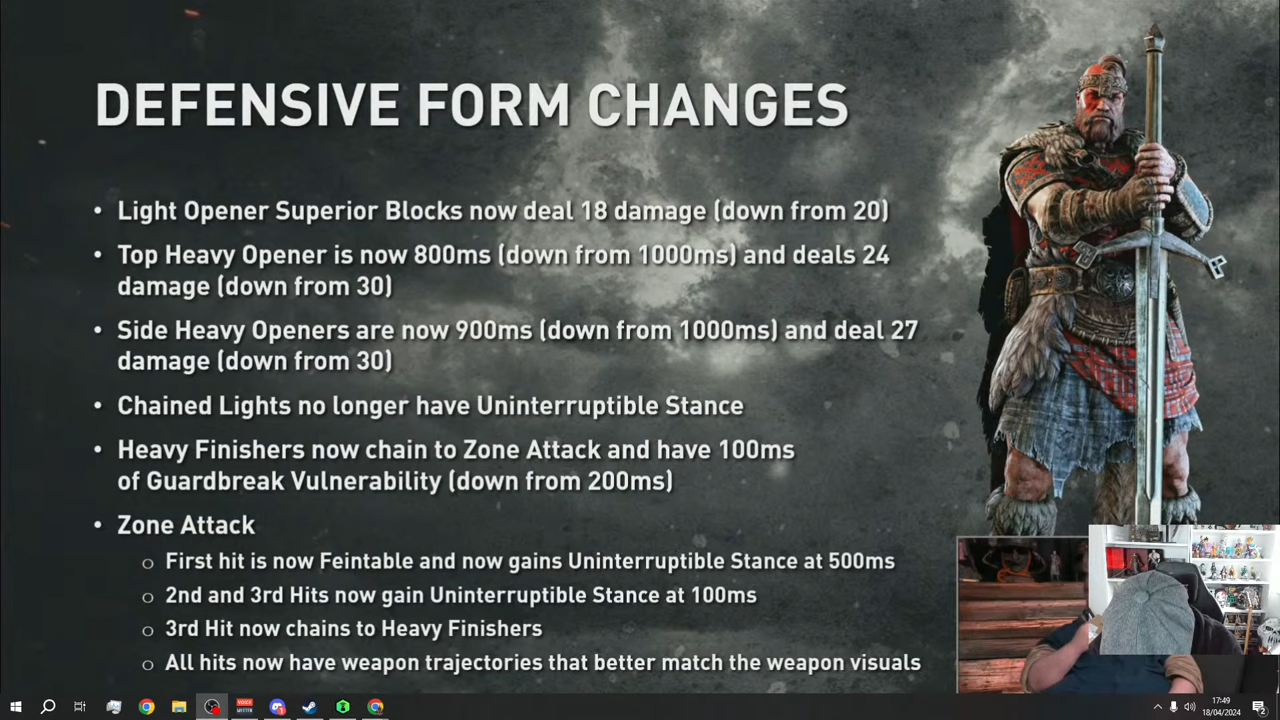 DEFENSIVE FORM CHANGES
• Light Opener Superior Blocks now deal 18 damage (down from 20)
• Top Heavy Opener is now 800ms (down from 1000ms) and deals 24
damage (down from 30)
• Side Heavy Openers are now 900ms (down from 1000ms) and deal 27
damage (down from 30)
• Chained Lights no longer have Uninterruptible Stance
• Heavy Finishers now chain to Zone Attack and have 100ms
of Guardbreak Vulnerability (down from 200ms)
• Zone Attack
o First hit is now Feintable and now gains Uninterruptible Stance at 500ms
o 2nd and 3rd Hits now gain Uninterruptible Stance at 100ms
o 3rd Hit now chains to Heavy Finishers
o All hits now have weapon trajectories that better match the weapon visuals
17:49
18/04/2024